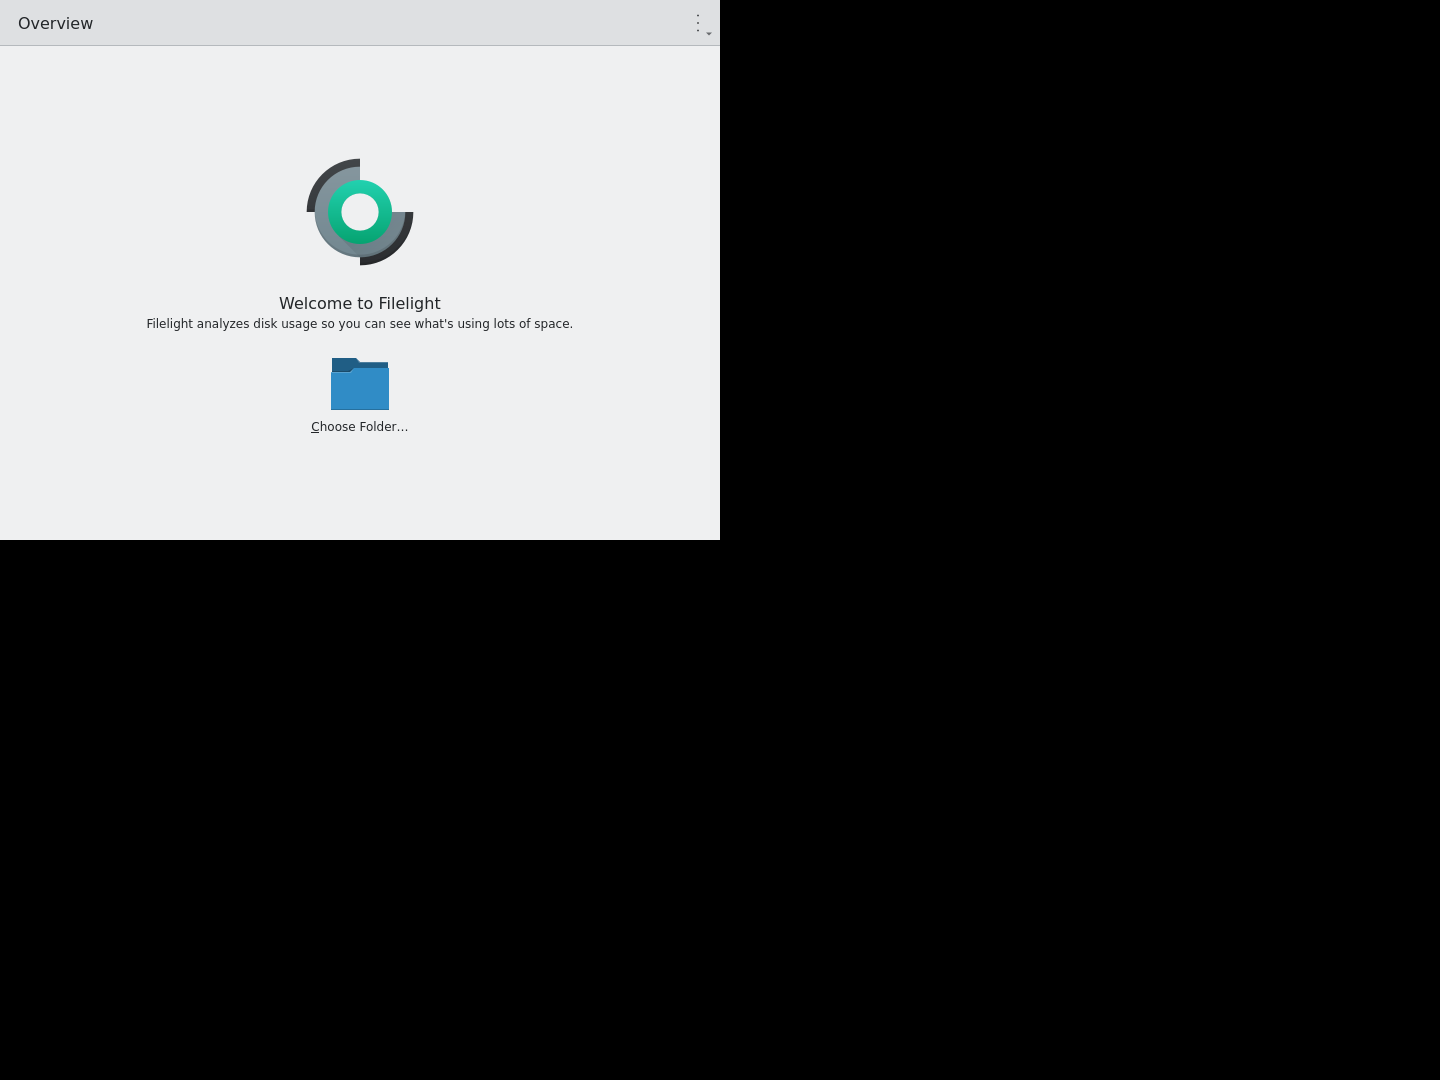 Overview
Welcome to Filelight
Filelight analyzes disk usage so you can see what's using lots of space.
Choose Folder…